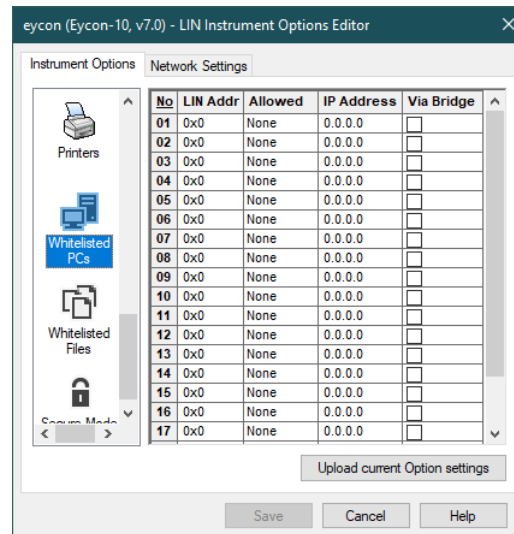 eycon (Eycon-10, v7.0) - LIN Instrument Options Editor
Instrument Options Network Settings
Printers
Whitelisted PCs
Whitelisted Files
Secure Mode
No LIN Addr Allowed IP Address Via Bridge
01 0x0 None 0.0.0.0
02 0x0 None 0.0.0.0
03 0x0 None 0.0.0.0
04 0x0 None 0.0.0.0
05 0x0 None 0.0.0.0
06 0x0 None 0.0.0.0
07 0x0 None 0.0.0.0
08 0x0 None 0.0.0.0
09 0x0 None 0.0.0.0
10 0x0 None 0.0.0.0
11 0x0 None 0.0.0.0
12 0x0 None 0.0.0.0
13 0x0 None 0.0.0.0
14 0x0 None 0.0.0.0
15 0x0 None 0.0.0.0
16 0x0 None 0.0.0.0
17 0x0 None 0.0.0.0
Upload current Option settings
Save Cancel Help